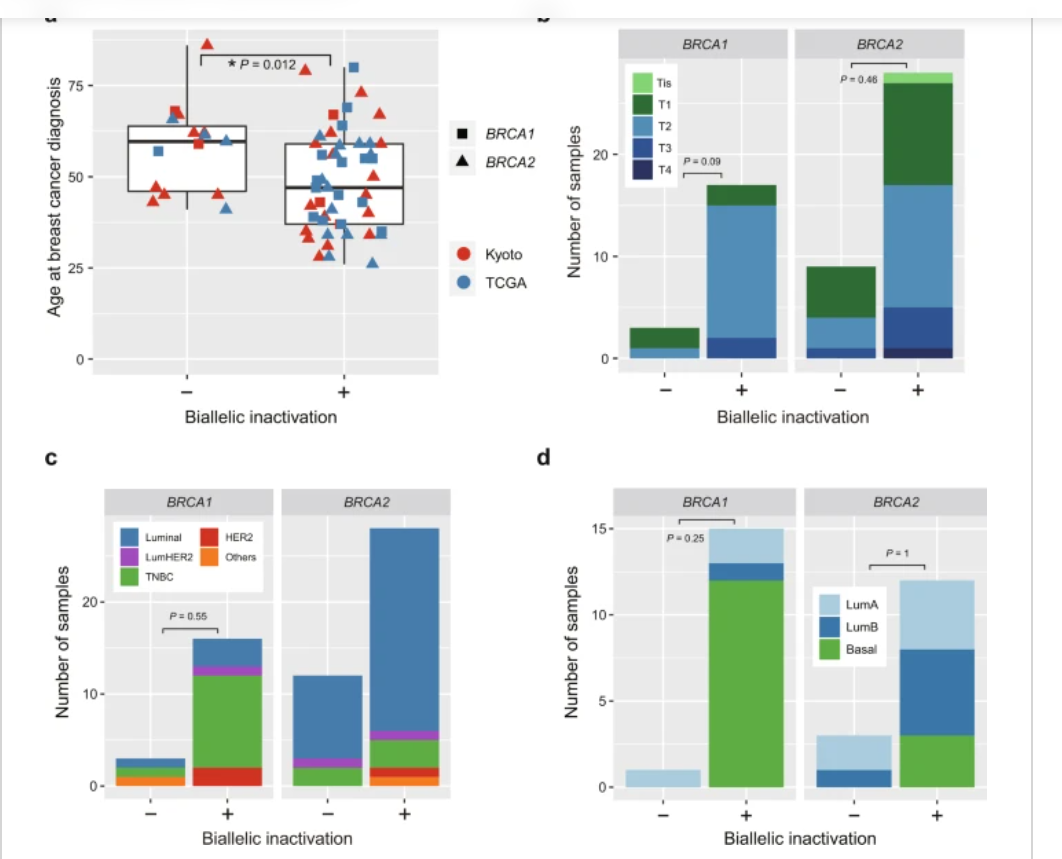 a
b
Age at breast cancer diagnosis
75
50
25
0
* P = 0.012
−
+
Biallelic inactivation
BRCA1
BRCA2
Kyoto
TCGA
BRCA1
BRCA2
Number of samples
20
10
0
Tis
T1
T2
T3
T4
P = 0.09
P = 0.46
−
+
−
+
Biallelic inactivation
c
BRCA1
BRCA2
Number of samples
20
10
0
Luminal
HER2
LumHER2
Others
TNBC
P = 0.55
−
+
−
+
Biallelic inactivation
d
BRCA1
BRCA2
Number of samples
15
10
5
0
P = 0.25
P = 1
LumA
LumB
Basal
−
+
−
+
Biallelic inactivation